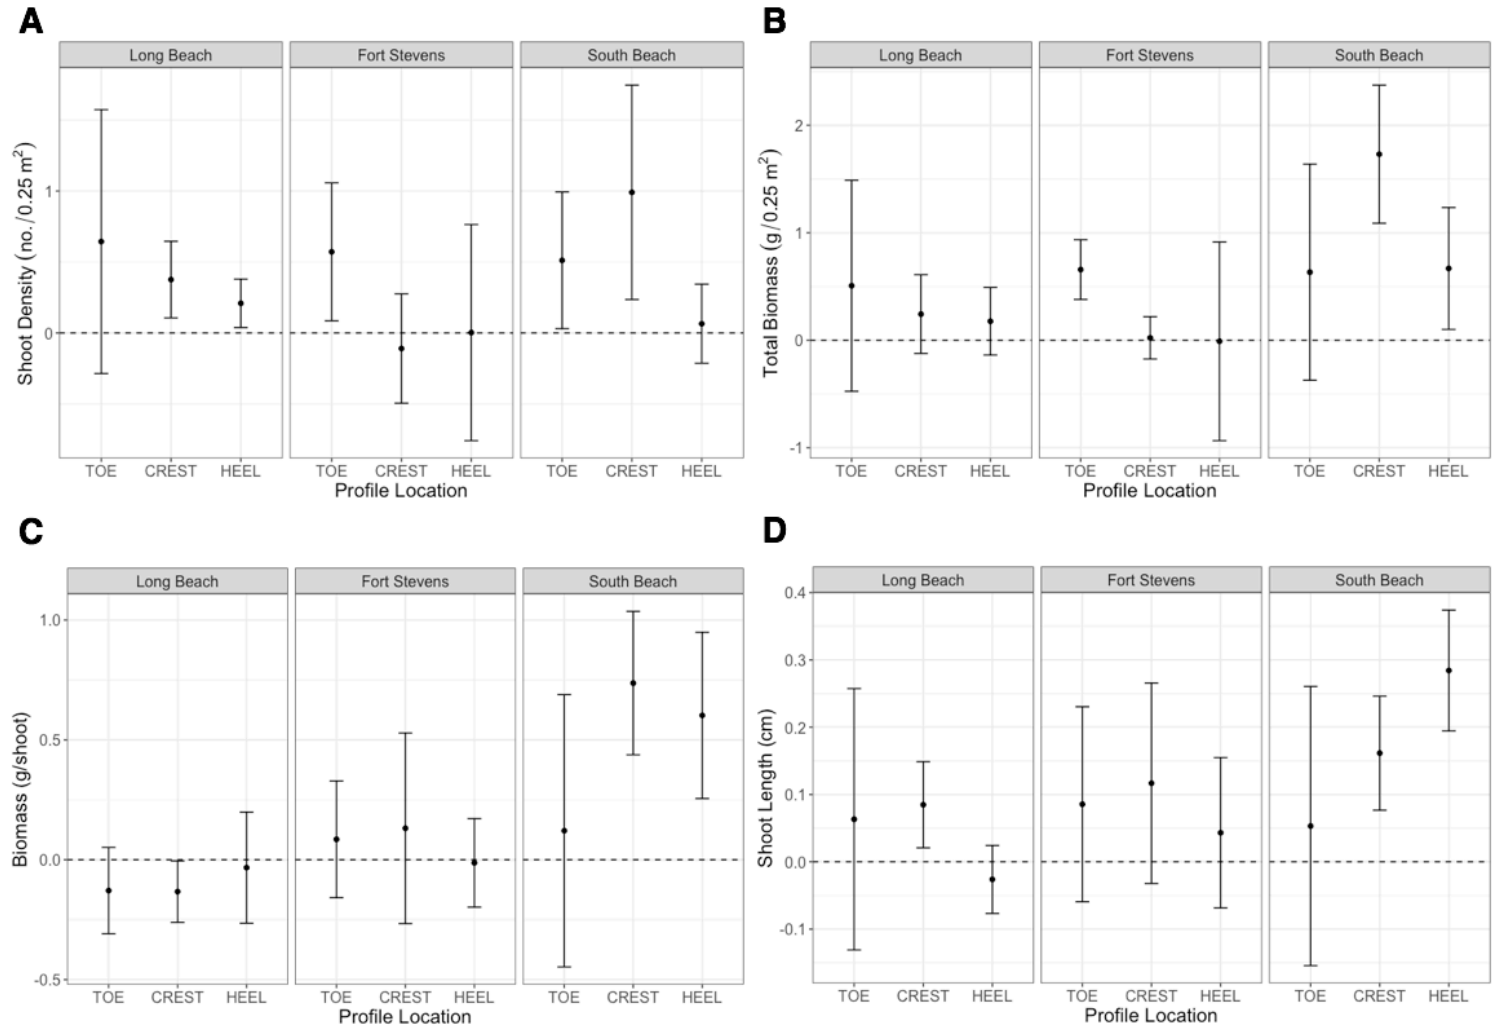 A
Long Beach Fort Stevens South Beach
Shoot Density (no./0.25 m²)
1
0
TOE CREST HEEL TOE CREST HEEL TOE CREST HEEL
Profile Location
B
Long Beach Fort Stevens South Beach
Total Biomass (g/0.25 m²)
2
1
0
-1
TOE CREST HEEL TOE CREST HEEL TOE CREST HEEL
Profile Location
C
Long Beach Fort Stevens South Beach
Biomass (g/shoot)
1.0
0.5
0.0
-0.5
TOE CREST HEEL TOE CREST HEEL TOE CREST HEEL
Profile Location
D
Long Beach Fort Stevens South Beach
Shoot Length (cm)
0.4
0.3
0.2
0.1
0.0
-0.1
TOE CREST HEEL TOE CREST HEEL TOE CREST HEEL
Profile Location